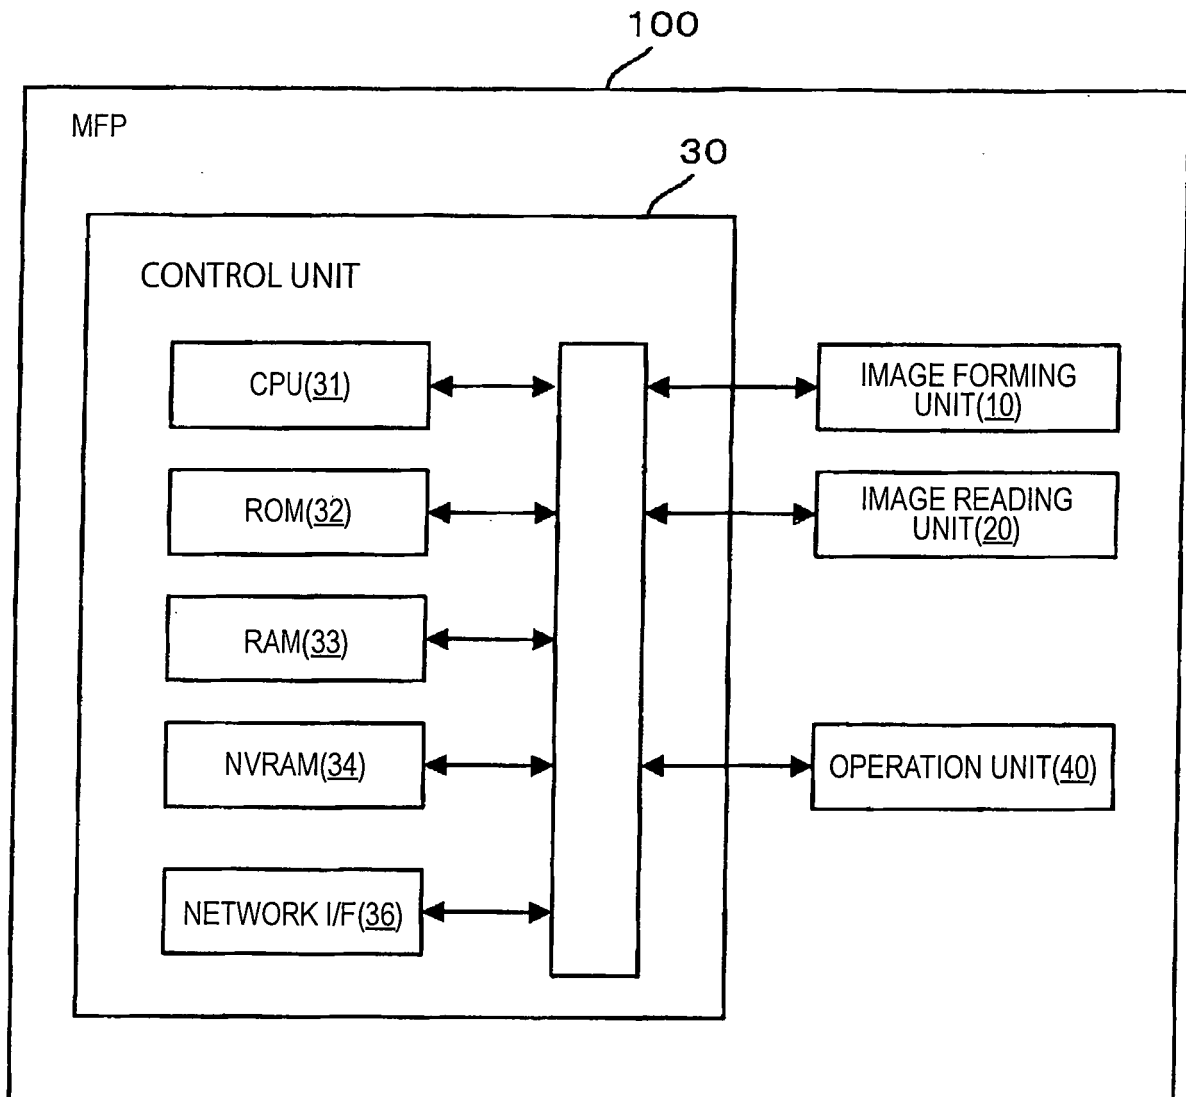 100
MFP
30
CONTROL UNIT
CPU(31)
IMAGE FORMING
UNIT(10)
ROM(32)
IMAGE READING
UNIT(20)
RAM(33)
NVRAM(34)
OPERATION UNIT(40)
NETWORK I/F(36)